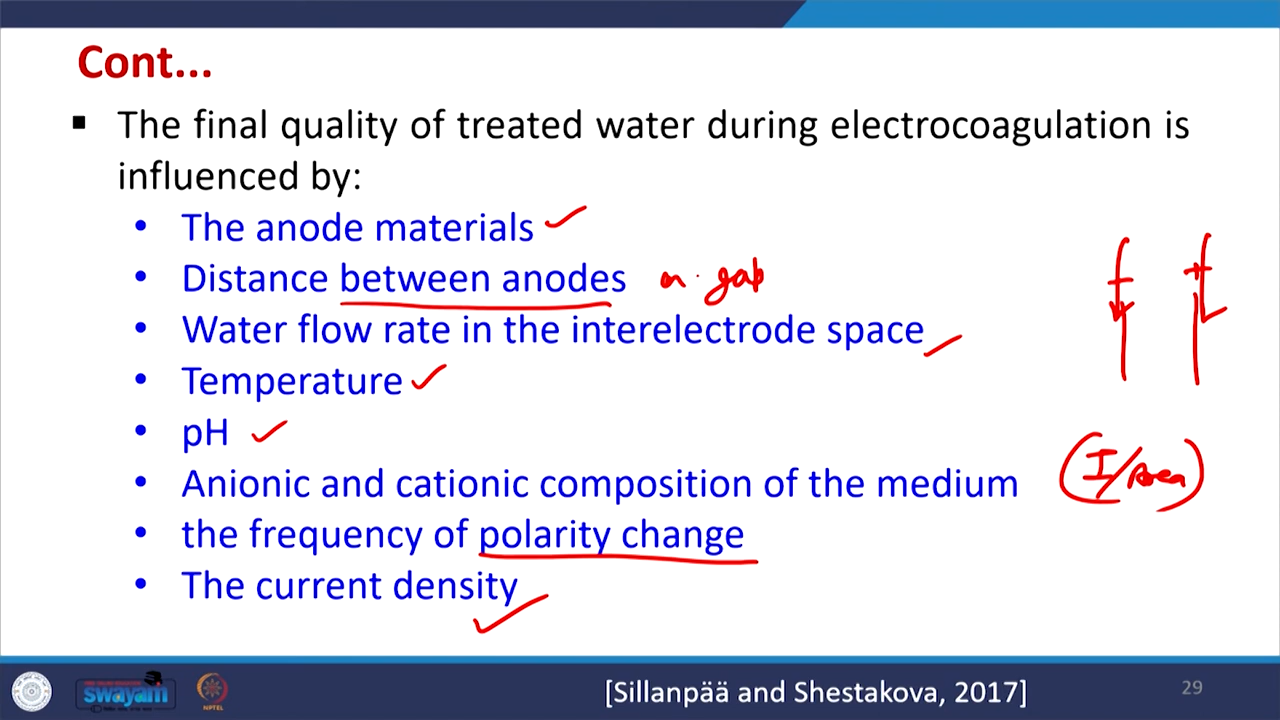 Cont...
▪ The final quality of treated water during electrocoagulation is
influenced by:
• The anode materials
• Distance between anodes gap
• Water flow rate in the interelectrode space
• Temperature
• pH
• Anionic and cationic composition of the medium (I/Area)
• the frequency of polarity change
• The current density
swayam
NPTEL
[Sillanpää and Shestakova, 2017]
29